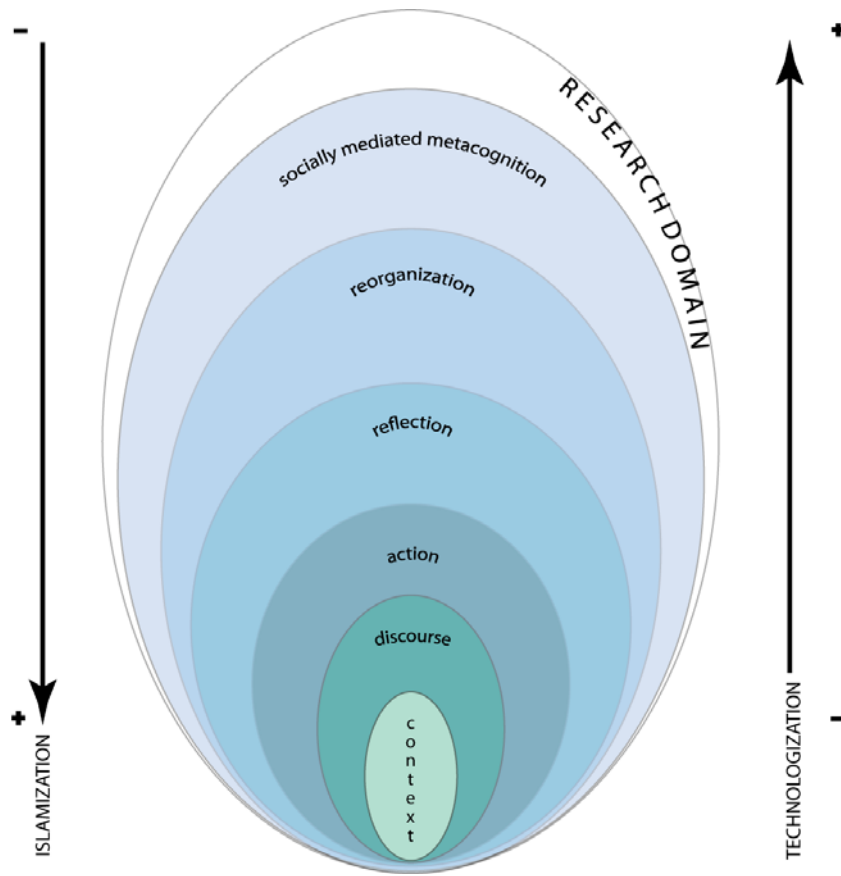 - +
RESEARCH DOMAIN
socially mediated metacognition
reorganization
reflection
action
discourse
context
+ -
ISLAMIZATION
TECHNOLOGIZATION